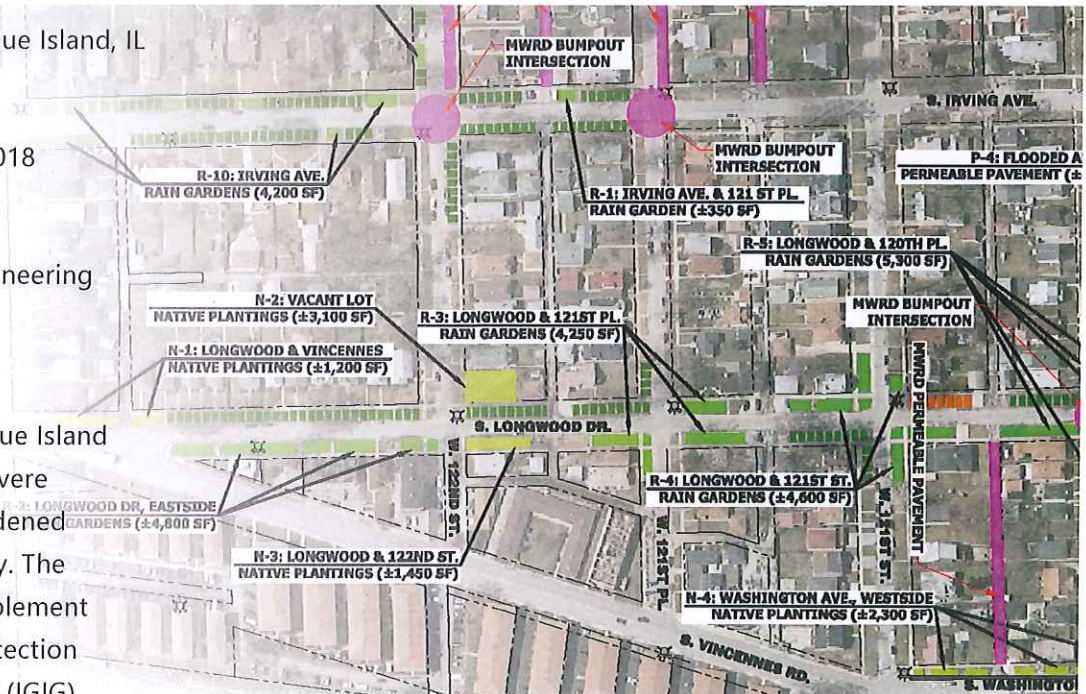 ue Island, IL
018
neering
ue Island
vere
dened
y. The
plement
tection
(IGIG)
MWRD BUMPOUT
INTERSECTION
S. IRVING AVE.
MWRD BUMPOUT
INTERSECTION
P-4: FLOODED A
PERMEABLE PAVEMENT (±
R-10: IRVING AVE.
RAIN GARDENS (4,200 SF)
R-1: IRVING AVE. & 121 ST PL.
RAIN GARDEN (±350 SF)
R-5: LONGWOOD & 120TH PL.
RAIN GARDENS (5,300 SF)
N-2: VACANT LOT
NATIVE PLANTINGS (±3,100 SF)
R-3: LONGWOOD & 121ST PL.
RAIN GARDENS (4,250 SF)
MWRD BUMPOUT
INTERSECTION
N-1: LONGWOOD & VINCENNES
NATIVE PLANTINGS (±1,200 SF)
MWRD PERMEABLE PAVEMENT
S. LONGWOOD DR.
W. 122ND ST.
R-4: LONGWOOD & 121ST ST.
RAIN GARDENS (±4,600 SF)
R-2: LONGWOOD DR, EASTSIDE
GARDENS (±4,800 SF)
W. 121ST PL.
W. 121ST ST.
N-3: LONGWOOD & 122ND ST.
NATIVE PLANTINGS (±1,450 SF)
N-4: WASHINGTON AVE., WESTSIDE
NATIVE PLANTINGS (±2,300 SF)
S. VINCENNES RD.
S. WASHINGTO